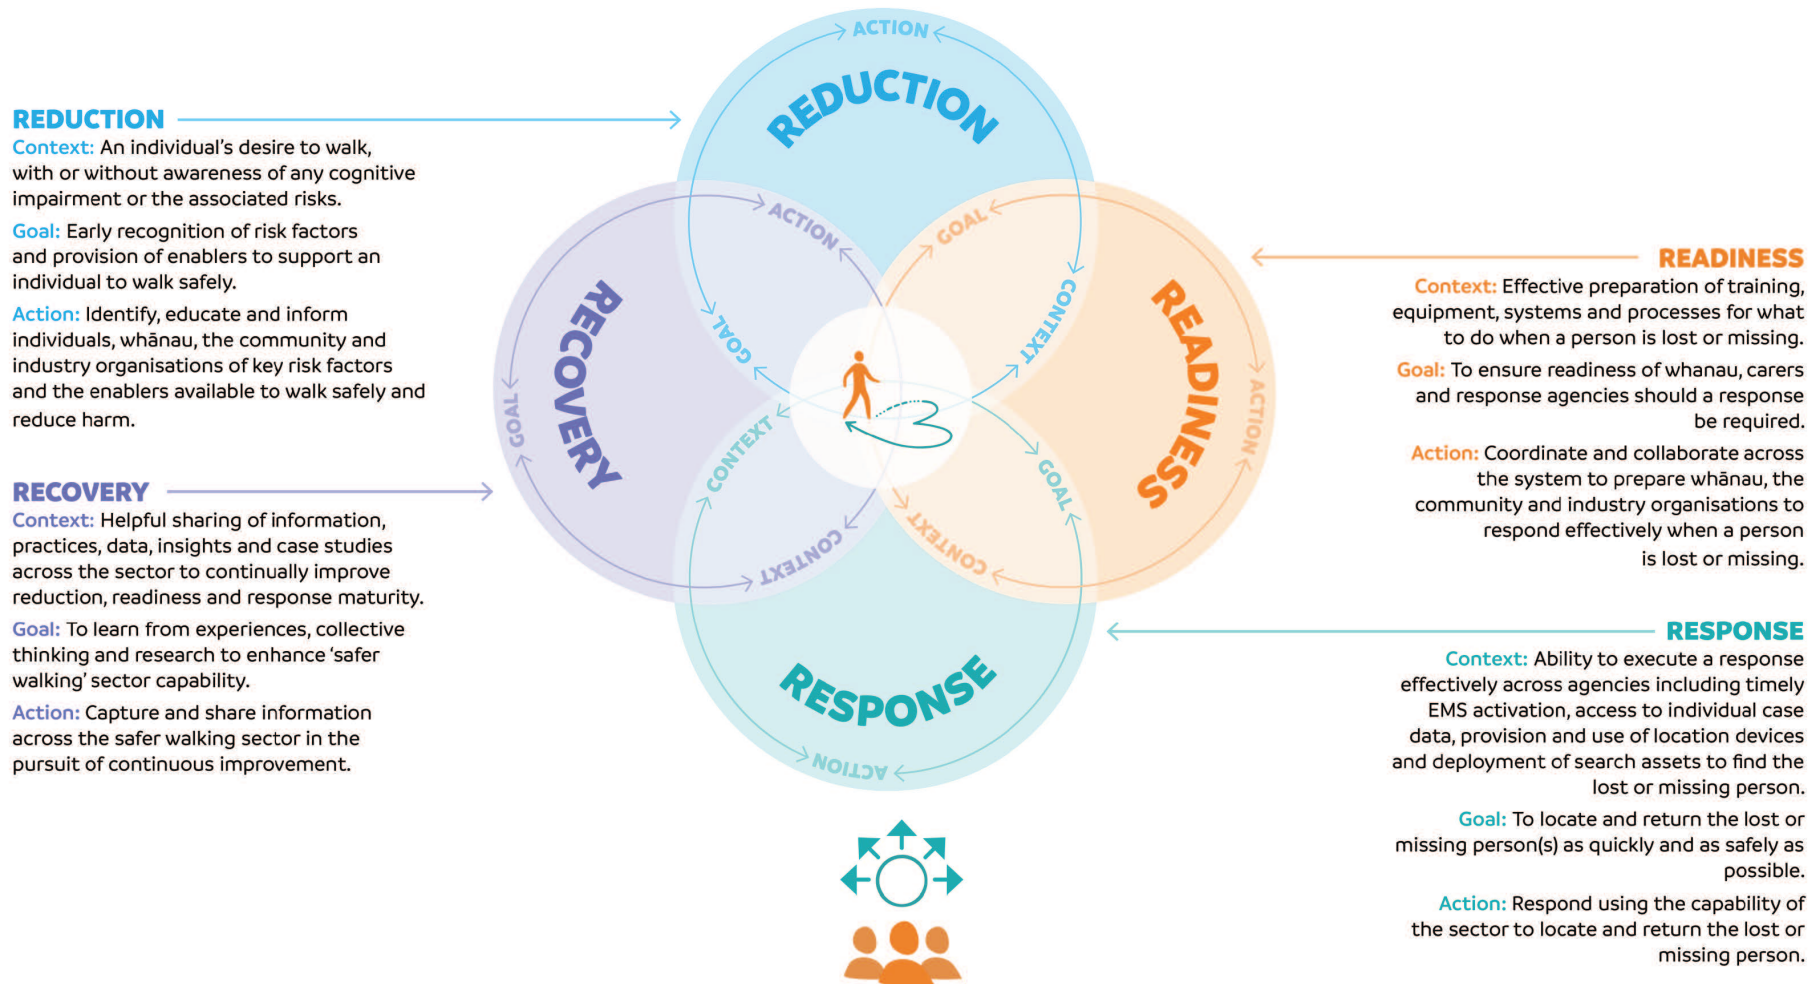 REDUCTION
Context: An individual's desire to walk,
with or without awareness of any cognitive
impairment or the associated risks.
Goal: Early recognition of risk factors
and provision of enablers to support an
individual to walk safely.
Action: Identify, educate and inform
individuals, whānau, the community and
industry organisations of key risk factors
and the enablers available to walk safely and
reduce harm.
RECOVERY
Context: Helpful sharing of information,
practices, data, insights and case studies
across the sector to continually improve
reduction, readiness and response maturity.
Goal: To learn from experiences, collective
thinking and research to enhance ‘safer
walking’ sector capability.
Action: Capture and share information
across the safer walking sector in the
pursuit of continuous improvement.
ACTION
REDUCTION
GOAL
CONTEXT
ACTION
RECOVERY
GOAL
CONTEXT
GOAL
READINESS
ACTION
CONTEXT
CONTEXT
GOAL
RESPONSE
ACTION
READINESS
Context: Effective preparation of training,
equipment, systems and processes for what
to do when a person is lost or missing.
Goal: To ensure readiness of whanau, carers
and response agencies should a response
be required.
Action: Coordinate and collaborate across
the system to prepare whānau, the
community and industry organisations to
respond effectively when a person
is lost or missing.
RESPONSE
Context: Ability to execute a response
effectively across agencies including timely
EMS activation, access to individual case
data, provision and use of location devices
and deployment of search assets to find the
lost or missing person.
Goal: To locate and return the lost or
missing person(s) as quickly and as safely as
possible.
Action: Respond using the capability of
the sector to locate and return the lost or
missing person.